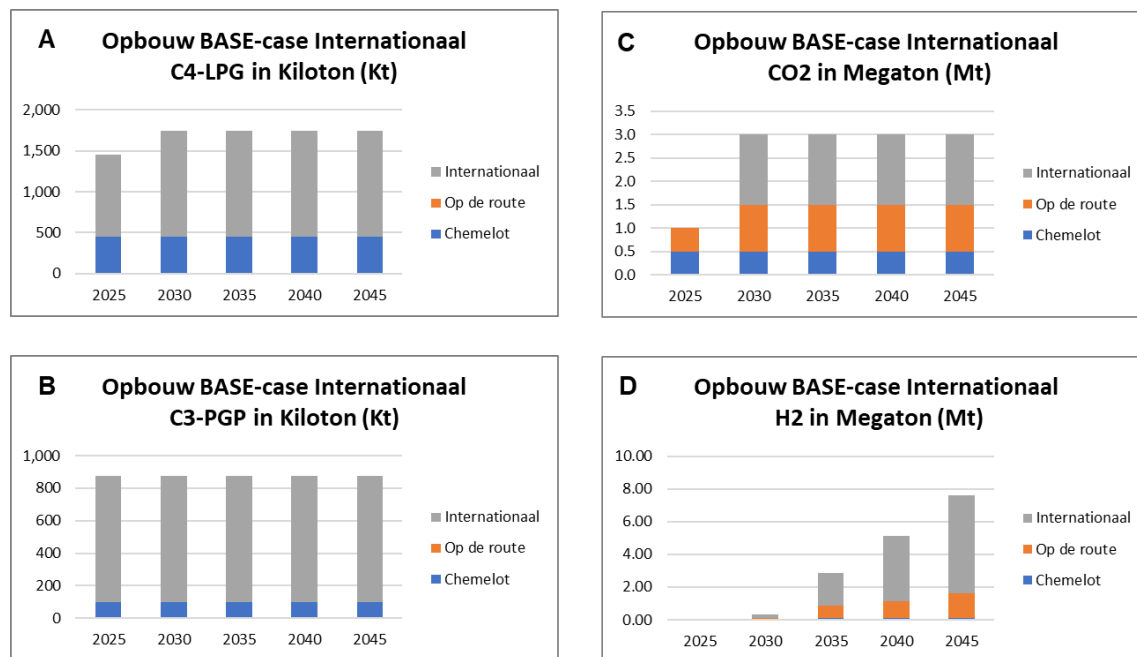 A
Opbouw BASE-case Internationaal
C4-LPG in Kiloton (Kt)
2,000
1,500
1,000
500
0
2025 2030 2035 2040 2045
Internationaal
Op de route
Chemelot
C
Opbouw BASE-case Internationaal
CO2 in Megaton (Mt)
3.5
3.0
2.5
2.0
1.5
1.0
0.5
0.0
2025 2030 2035 2040 2045
Internationaal
Op de route
Chemelot
B
Opbouw BASE-case Internationaal
C3-PGP in Kiloton (Kt)
1,000
800
600
400
200
0
2025 2030 2035 2040 2045
Internationaal
Op de route
Chemelot
D
Opbouw BASE-case Internationaal
H2 in Megaton (Mt)
10.00
8.00
6.00
4.00
2.00
0.00
2025 2030 2035 2040 2045
Internationaal
Op de route
Chemelot